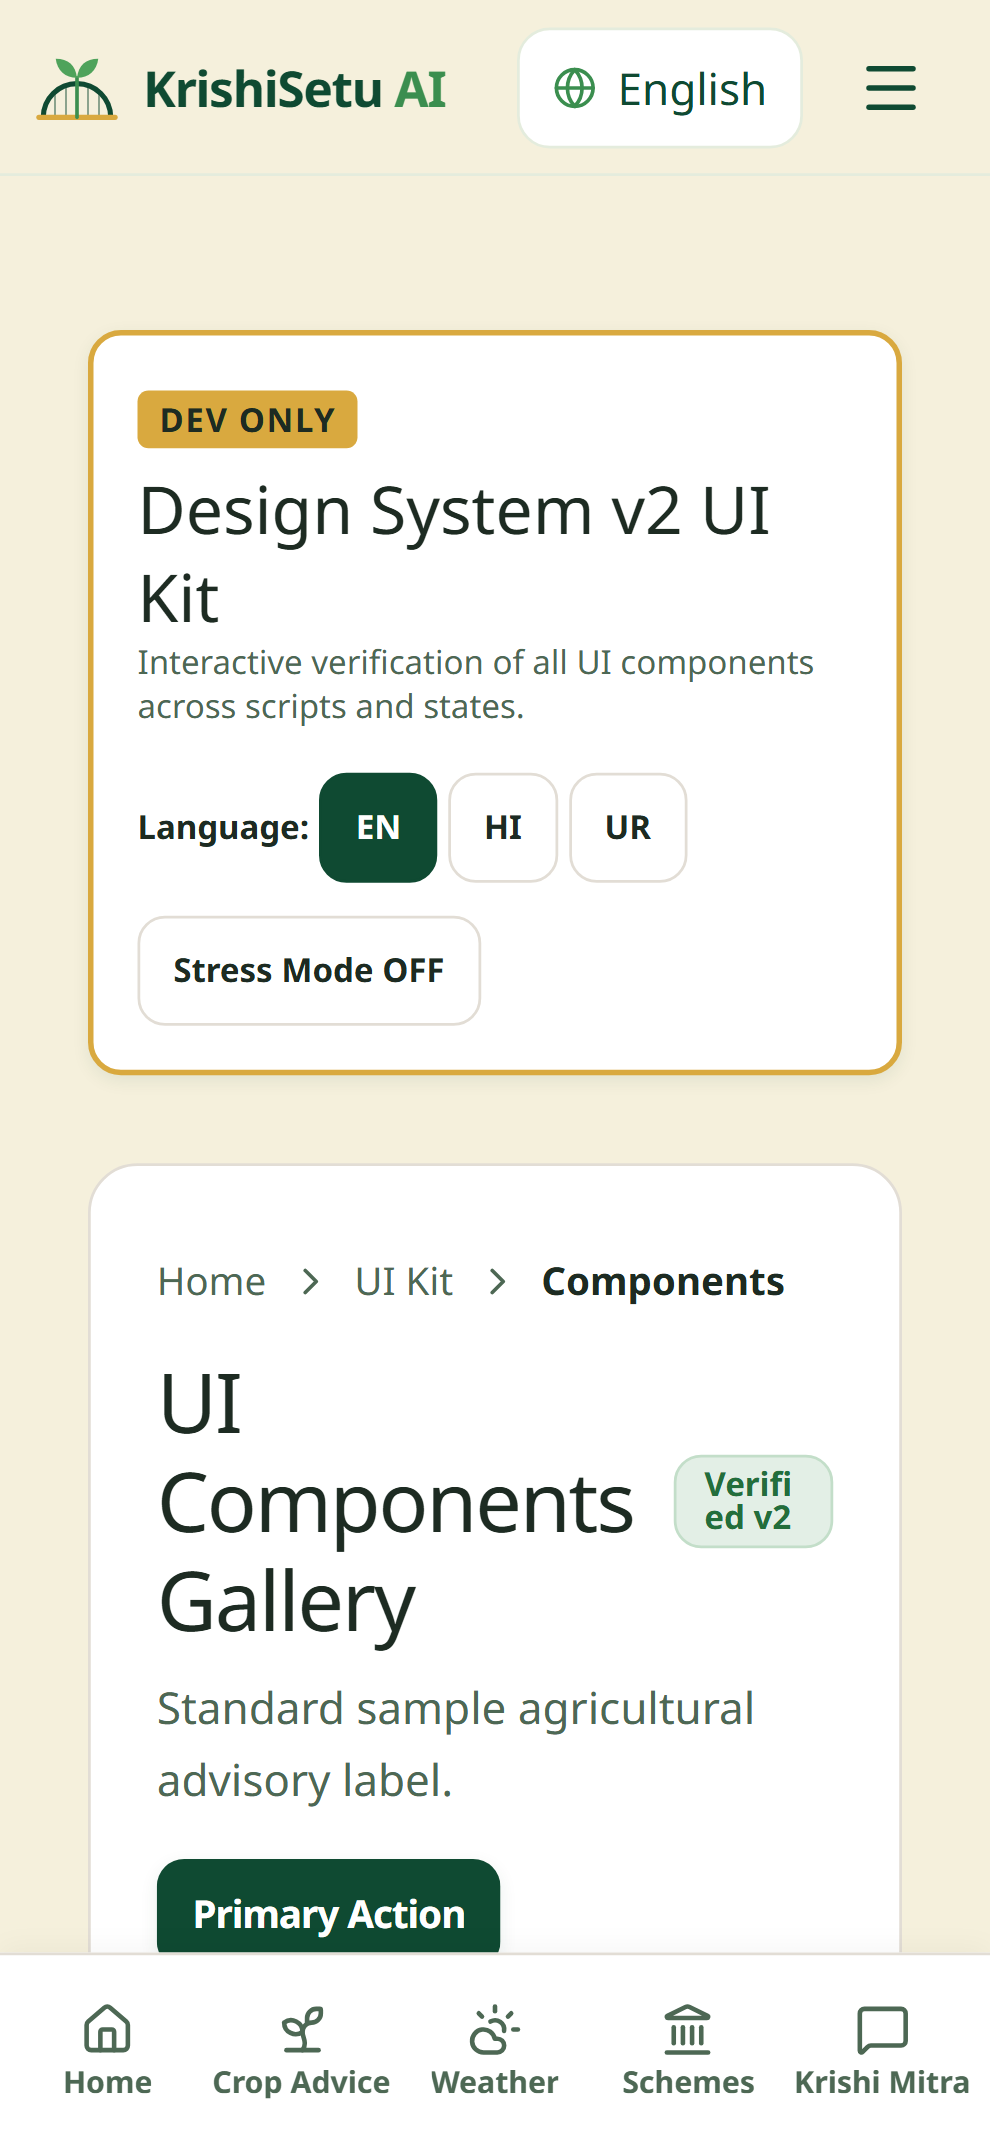 KrishiSetu AI
English
DEV ONLY
Design System v2 UI
Kit
Interactive verification of all UI components
across scripts and states.
Language: EN HI UR
Stress Mode OFF
Home > UI Kit > Components
UI
Components
Gallery
Verifi
ed v2
Standard sample agricultural
advisory label.
Primary Action
Home Crop Advice Weather Schemes Krishi Mitra